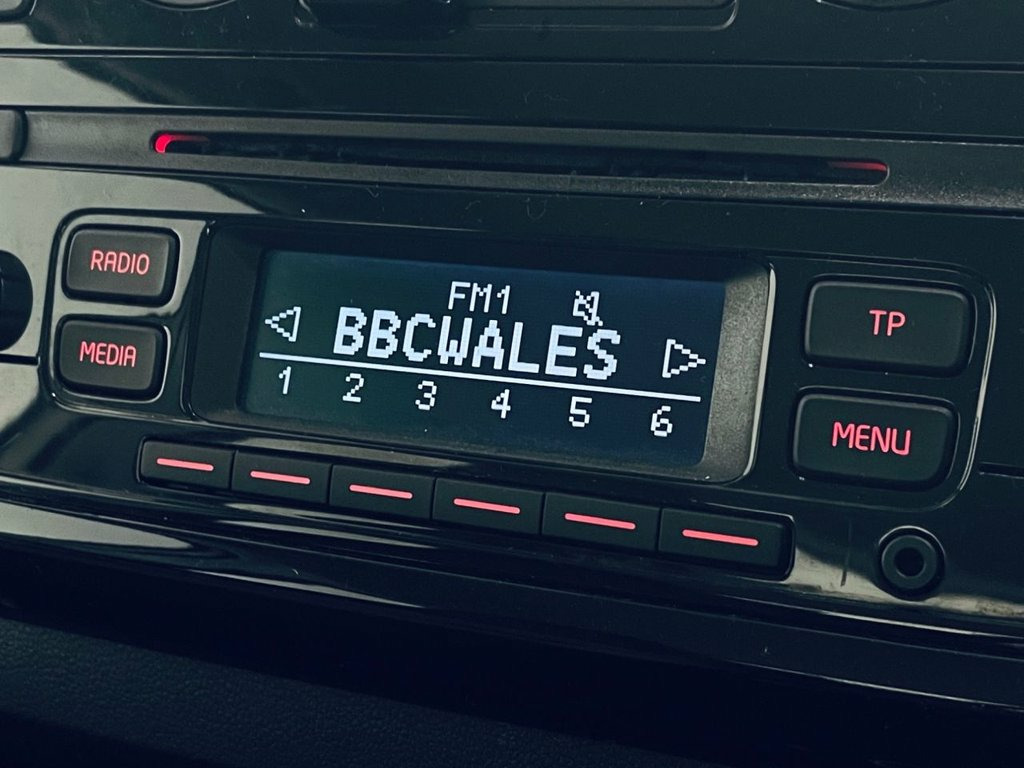 RADIO
MEDIA
FM1
BBCWALES
1 2 3 4 5 6
TP
MENU